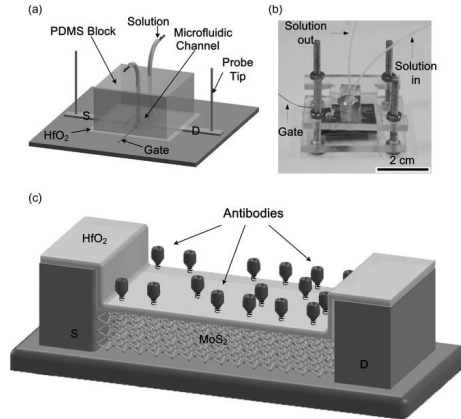 (a)
Solution
Microfluidic
Channel
PDMS Block
Probe
Tip
S
D
HfO₂
Gate
(b)
Solution
out
Solution
in
Gate
2 cm
(c)
Antibodies
HfO₂
S
MoS₂
D